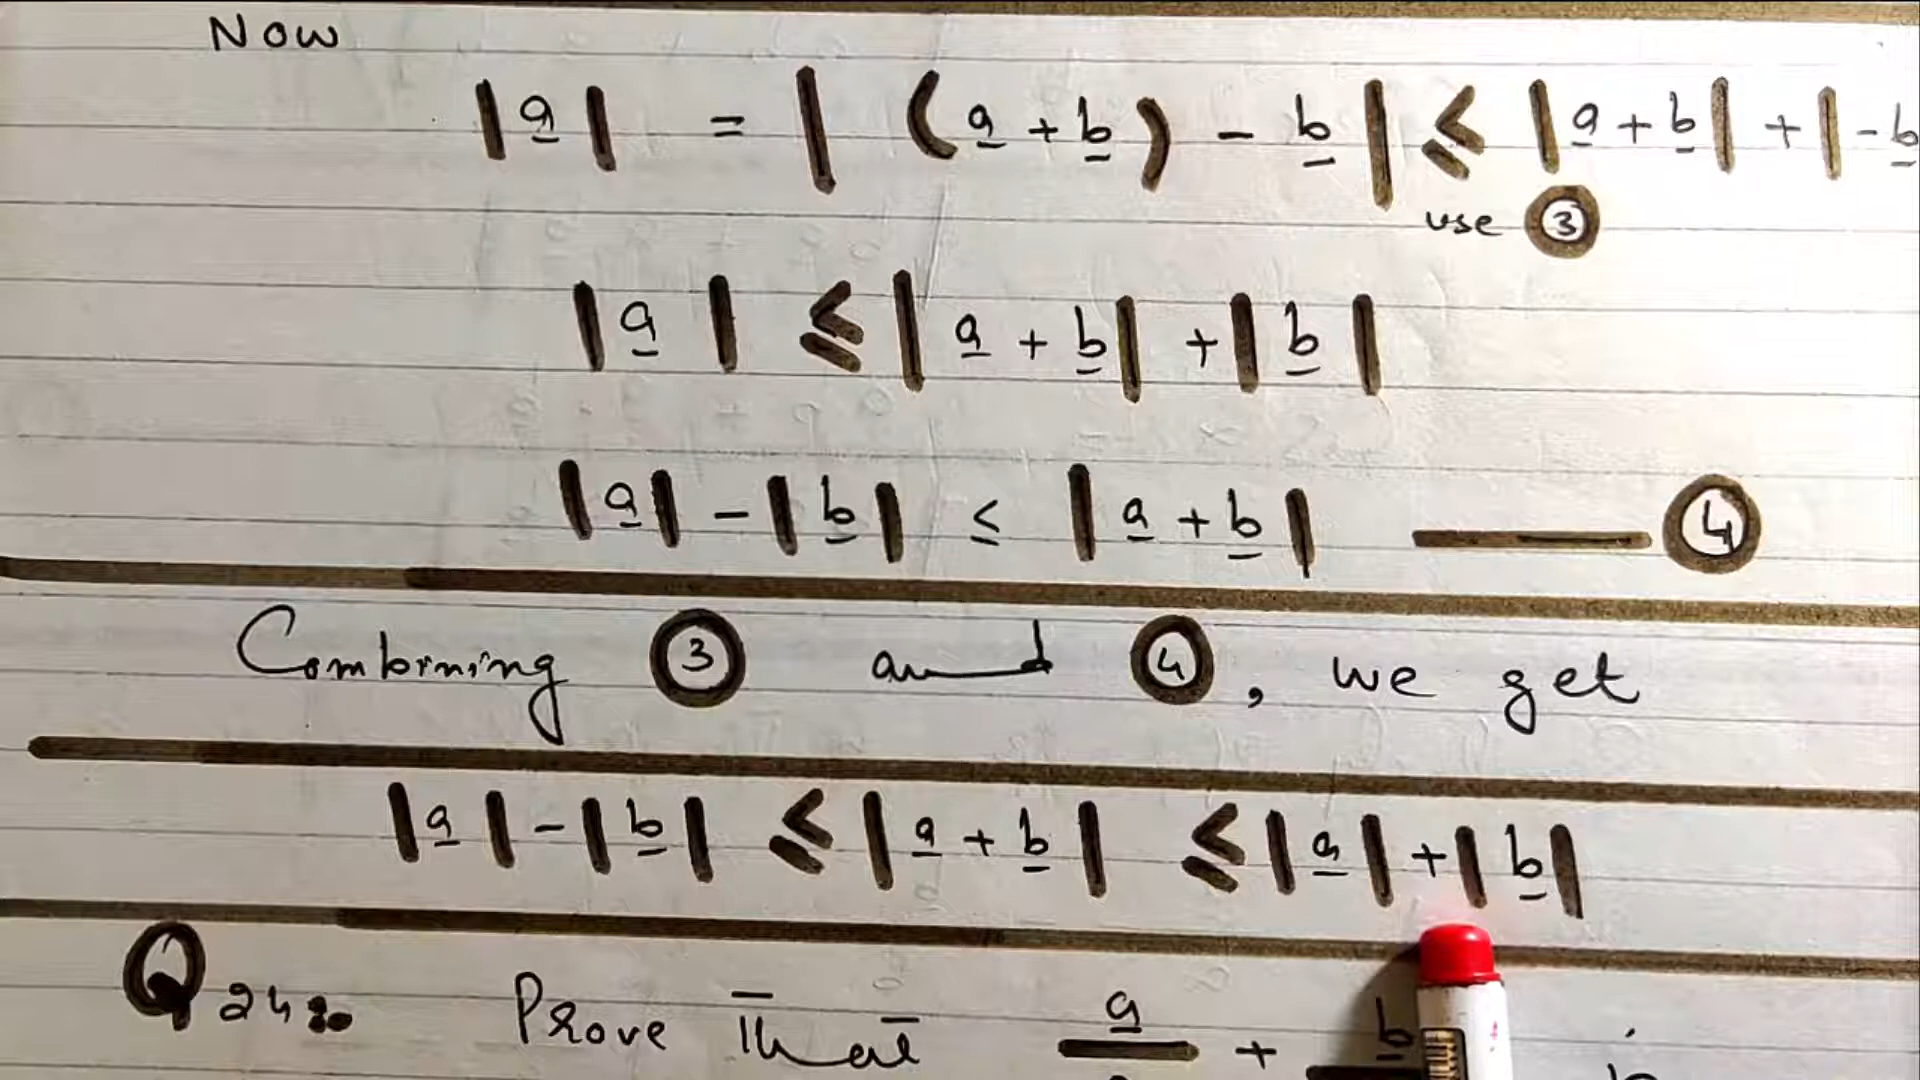 Now
|a| = | (a + b) - b | ≤ |a + b| + |- b
use ③
|a| ≤ |a + b| + |b|
|a| - |b| ≤ |a + b| —— ④
Combining ③ and ④, we get
|a| - |b| ≤ |a + b| ≤ |a| + |b|
Q24: Prove That a + b